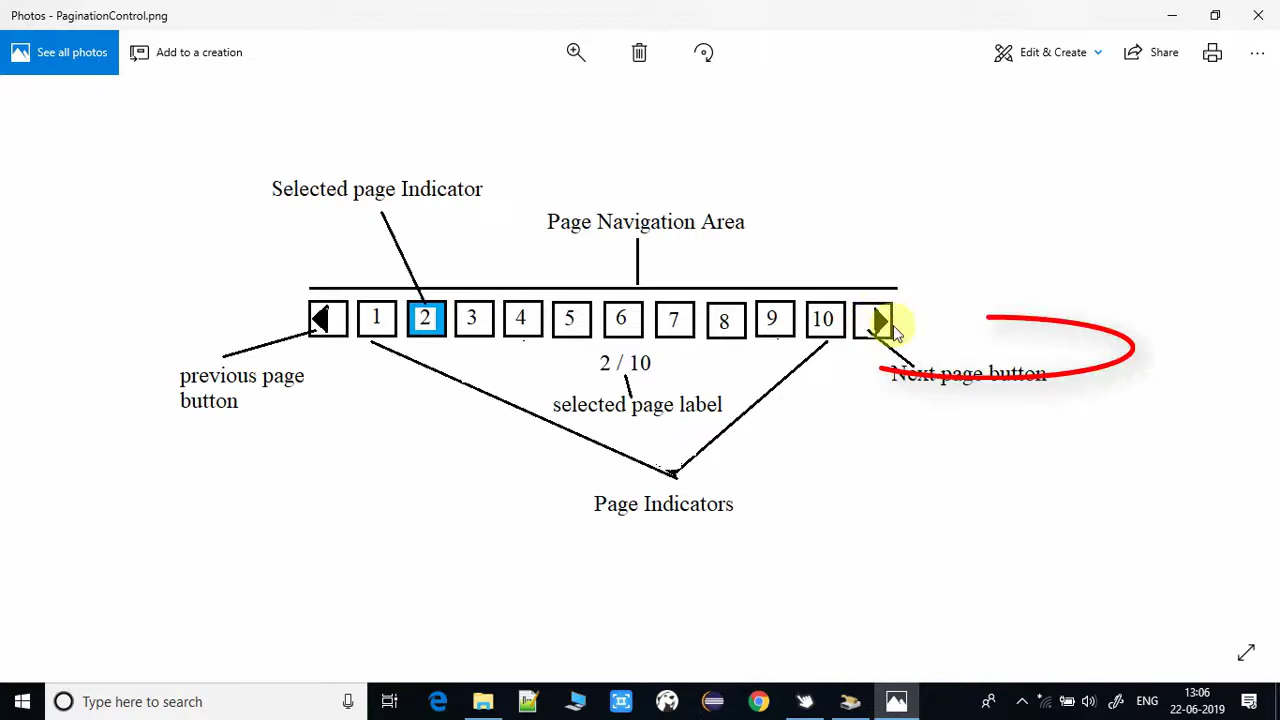 Photos - PaginationControl.png
See all photos
Add to a creation
Edit & Create
Share
Selected page Indicator
Page Navigation Area
1 2 3 4 5 6 7 8 9 10
2 / 10
previous page
button
Next page button
selected page label
Page Indicators
Type here to search
ENG
13:06
22-06-2019